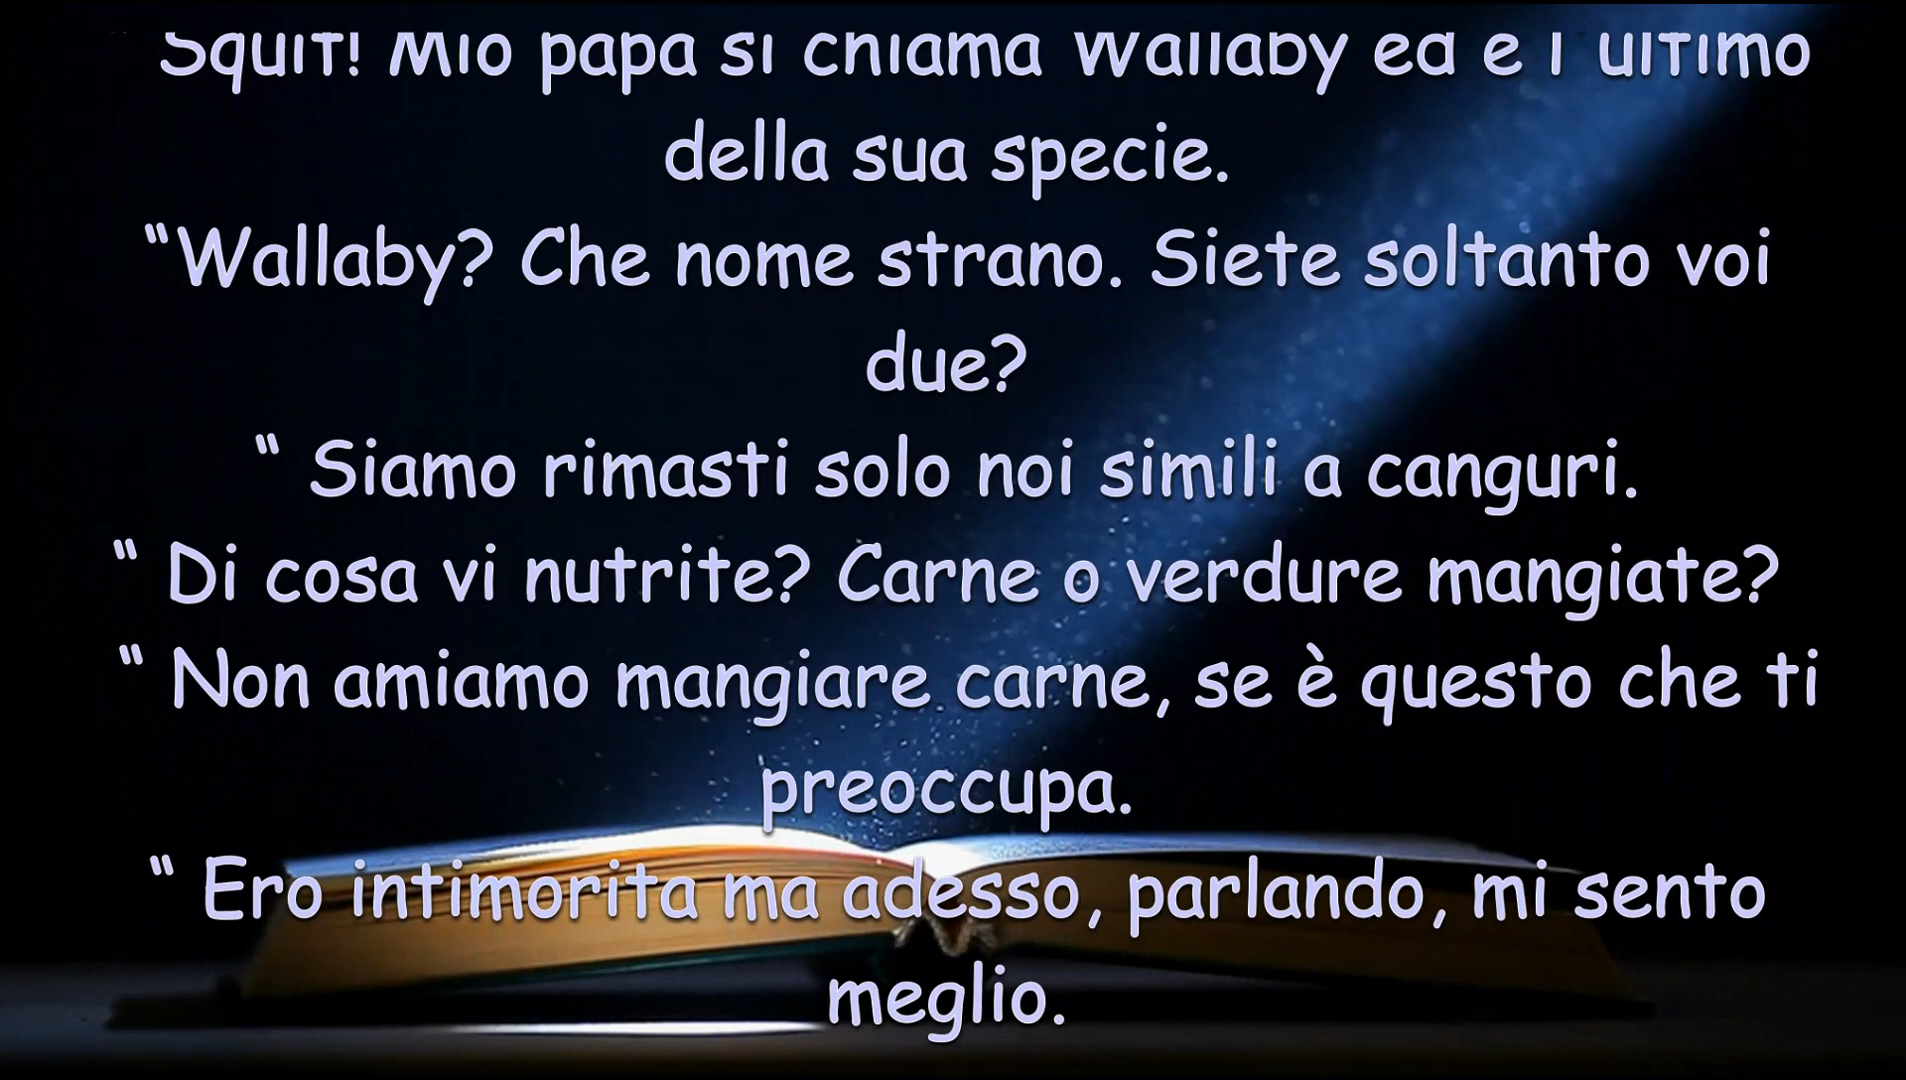 Squit! Mio papà si chiama Wallaby ed è l'ultimo
della sua specie.
“Wallaby? Che nome strano. Siete soltanto voi
due?
“ Siamo rimasti solo noi simili a canguri.
“ Di cosa vi nutrite? Carne o verdure mangiate?
“ Non amiamo mangiare carne, se è questo che ti
preoccupa.
“ Ero intimorita ma adesso, parlando, mi sento
meglio.